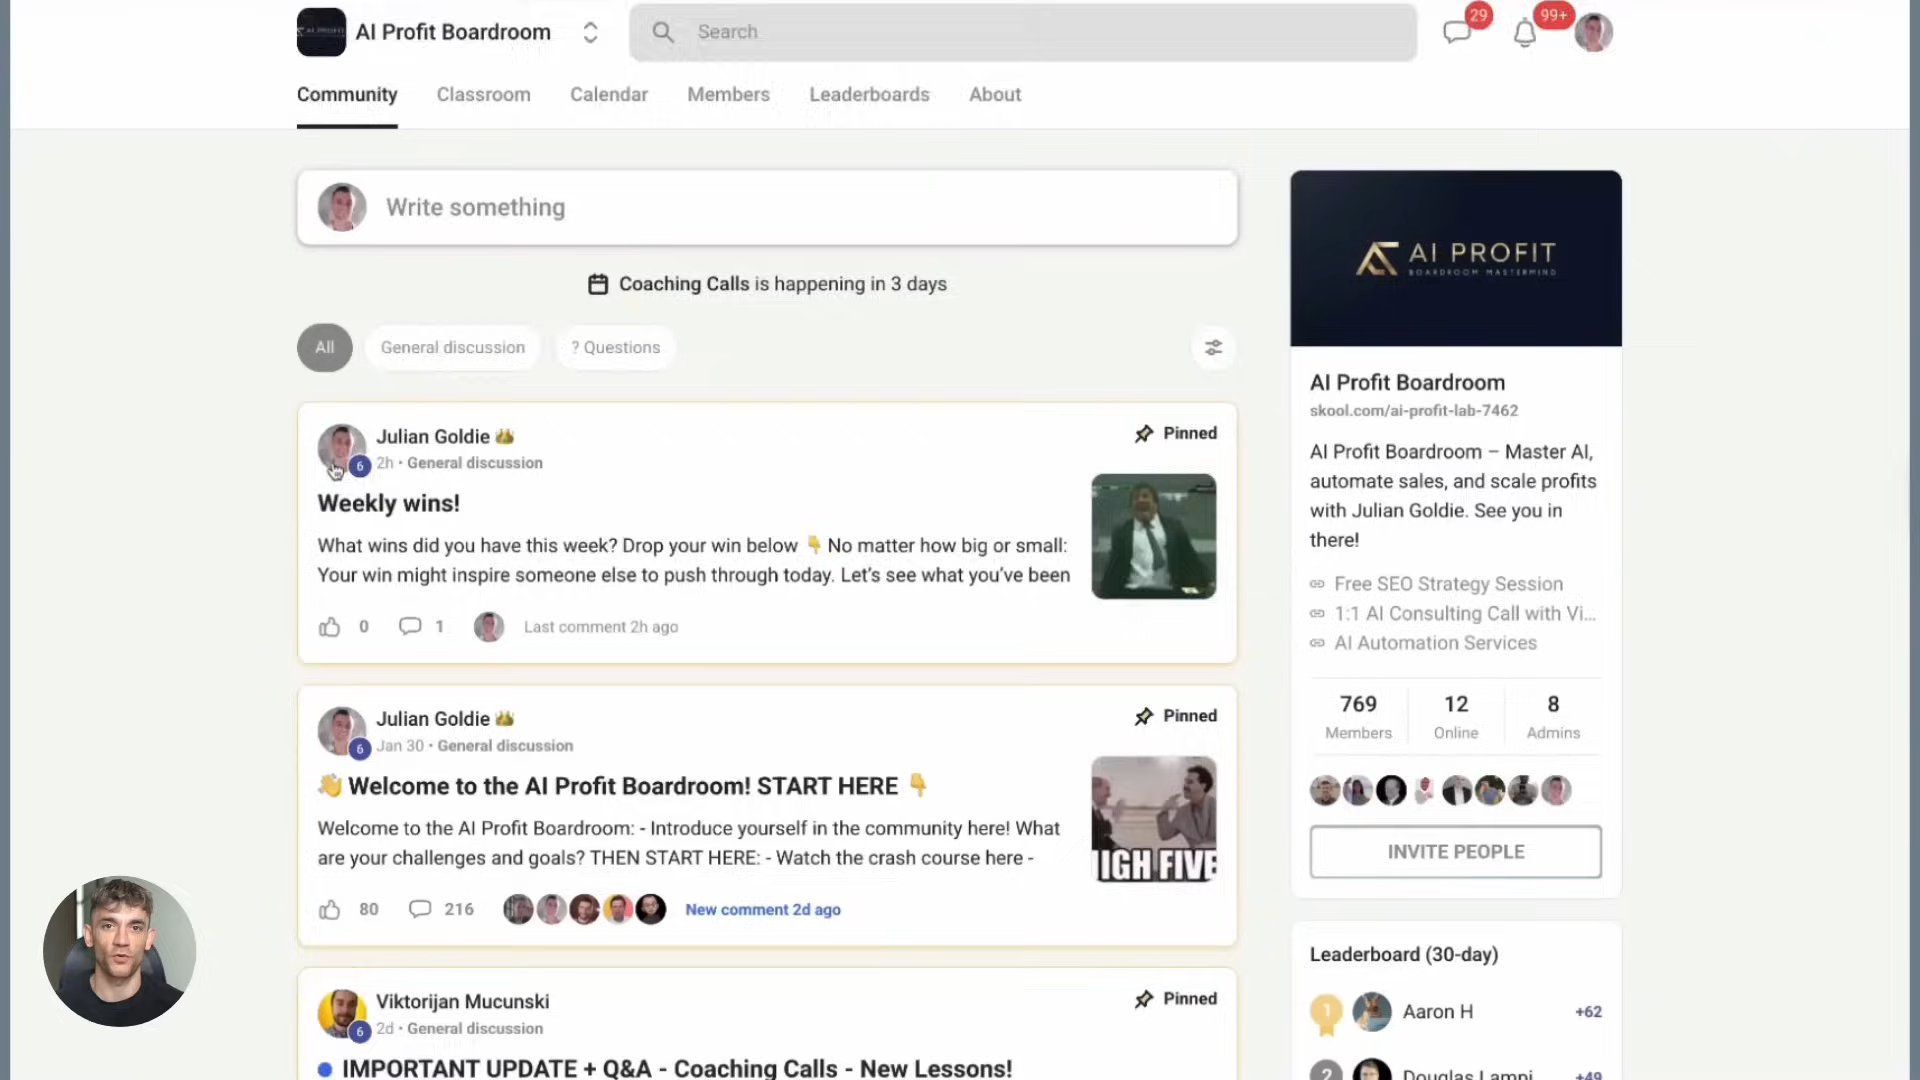 AI Profit Boardroom
Search
29
99+
Community
Classroom
Calendar
Members
Leaderboards
About
Write something
Coaching Calls is happening in 3 days
All
General discussion
? Questions
Julian Goldie
6
2h • General discussion
Pinned
Weekly wins!
What wins did you have this week? Drop your win below 👇 No matter how big or small:
Your win might inspire someone else to push through today. Let's see what you've been
0
1
Last comment 2h ago
Julian Goldie
6
Jan 30 • General discussion
Pinned
👋 Welcome to the AI Profit Boardroom! START HERE 👇
Welcome to the AI Profit Boardroom: - Introduce yourself in the community here! What
are your challenges and goals? THEN START HERE: - Watch the crash course here -
HIGH FIVE
80
216
New comment 2d ago
Viktorijan Mucunski
6
2d • General discussion
Pinned
IMPORTANT UPDATE + Q&A - Coaching Calls - New Lessons!
AI PROFIT
BOARDROOM MASTERMIND
AI Profit Boardroom
skool.com/ai-profit-lab-7462
AI Profit Boardroom – Master AI,
automate sales, and scale profits
with Julian Goldie. See you in
there!
Free SEO Strategy Session
1:1 AI Consulting Call with Vi...
AI Automation Services
769
Members
12
Online
8
Admins
INVITE PEOPLE
Leaderboard (30-day)
1
Aaron H
+62
2
Douglas Lampi
+49